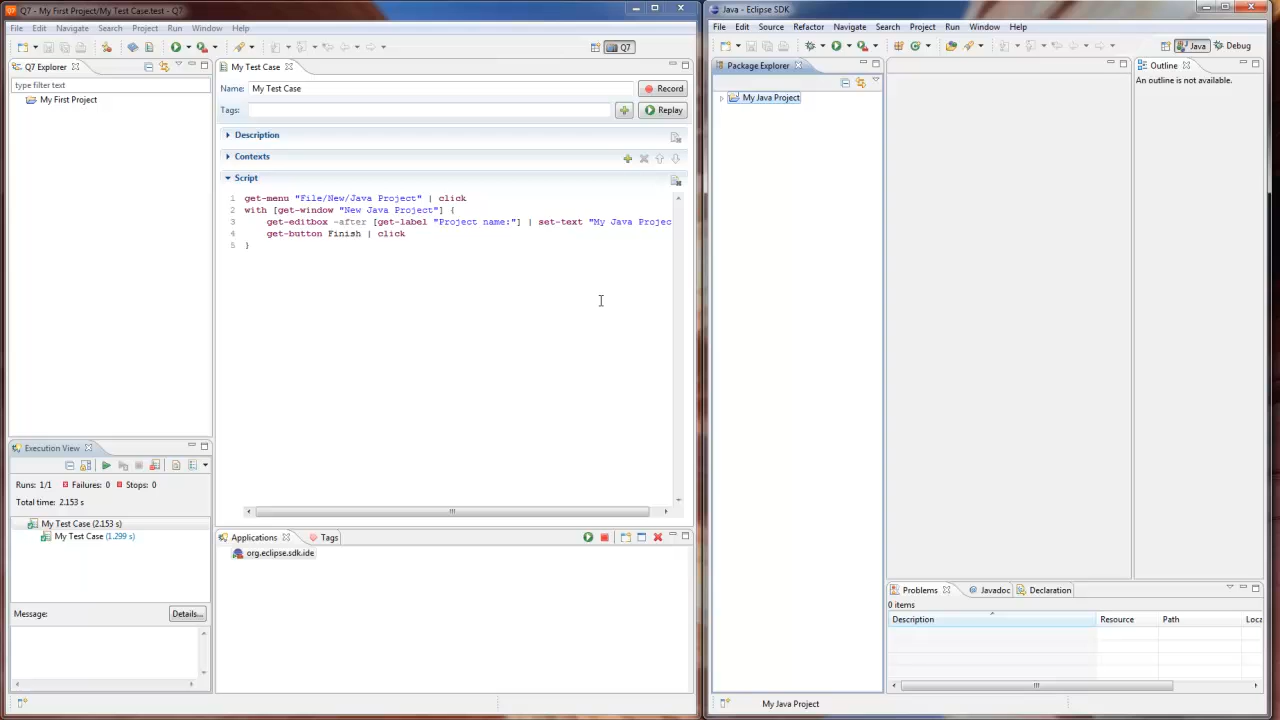 Q7 - My First Project/My Test Case.test - Q7
File Edit Navigate Search Project Run Window Help
Q7
Q7 Explorer
type filter text
My First Project
My Test Case
Name: My Test Case
Record
Tags:
Replay
Description
Contexts
Script
1 get-menu "File/New/Java Project" | click
2 with [get-window "New Java Project"] {
3 get-editbox -after [get-label "Project name:"] | set-text "My Java Projec
4 get-button Finish | click
5 }
Execution View
Runs: 1/1 Failures: 0 Stops: 0
Total time: 2.153 s
My Test Case (2.153 s)
My Test Case (1.299 s)
Message:
Details...
Applications
Tags
org.eclipse.sdk.ide
Java - Eclipse SDK
File Edit Source Refactor Navigate Search Project Run Window Help
Java
Debug
Package Explorer
My Java Project
Outline
An outline is not available.
Problems
Javadoc
Declaration
0 items
Description Resource Path Loca
My Java Project